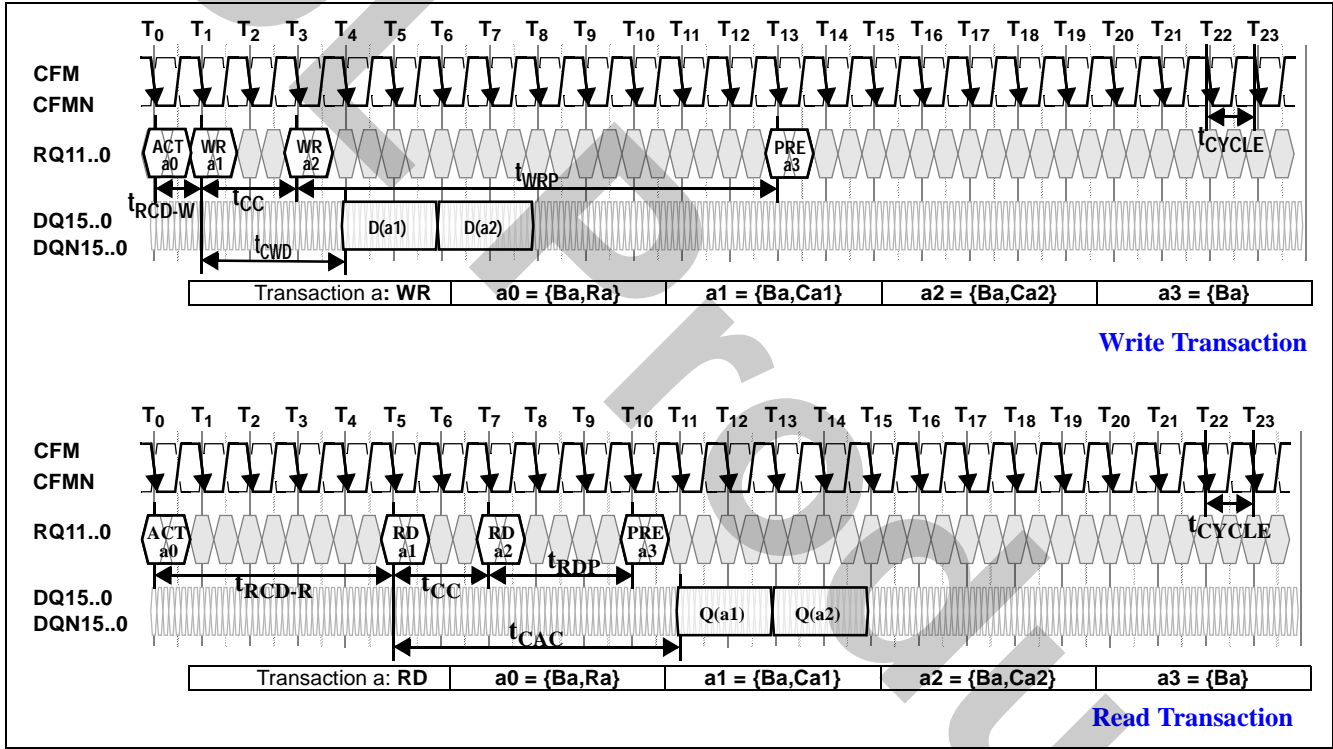 T0 T1 T2 T3 T4 T5 T6 T7 T8 T9 T10 T11 T12 T13 T14 T15 T16 T17 T18 T19 T20 T21 T22 T23
CFM
CFMN
tCYCLE
RQ11..0
ACT a0
WR a1
WR a2
PRE a3
tRCD-W
tCC
tWRP
DQ15..0
DQN15..0
D(a1)
D(a2)
tCWD
Transaction a: WR a0 = {Ba,Ra} a1 = {Ba,Ca1} a2 = {Ba,Ca2} a3 = {Ba}
Write Transaction
T0 T1 T2 T3 T4 T5 T6 T7 T8 T9 T10 T11 T12 T13 T14 T15 T16 T17 T18 T19 T20 T21 T22 T23
CFM
CFMN
tCYCLE
RQ11..0
ACT a0
RD a1
RD a2
PRE a3
tRCD-R
tCC
tRDP
DQ15..0
DQN15..0
Q(a1)
Q(a2)
tCAC
Transaction a: RD a0 = {Ba,Ra} a1 = {Ba,Ca1} a2 = {Ba,Ca2} a3 = {Ba}
Read Transaction